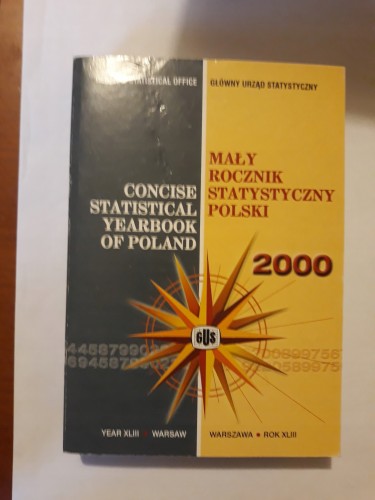 STATISTICAL OFFICE
GŁÓWNY URZĄD STATYSTYCZNY
CONCISE
STATISTICAL
YEARBOOK
OF POLAND
MAŁY
ROCZNIK
STATYSTYCZNY
POLSKI
2000
GUS
YEAR XLIII • WARSAW
WARSZAWA • ROK XLIII